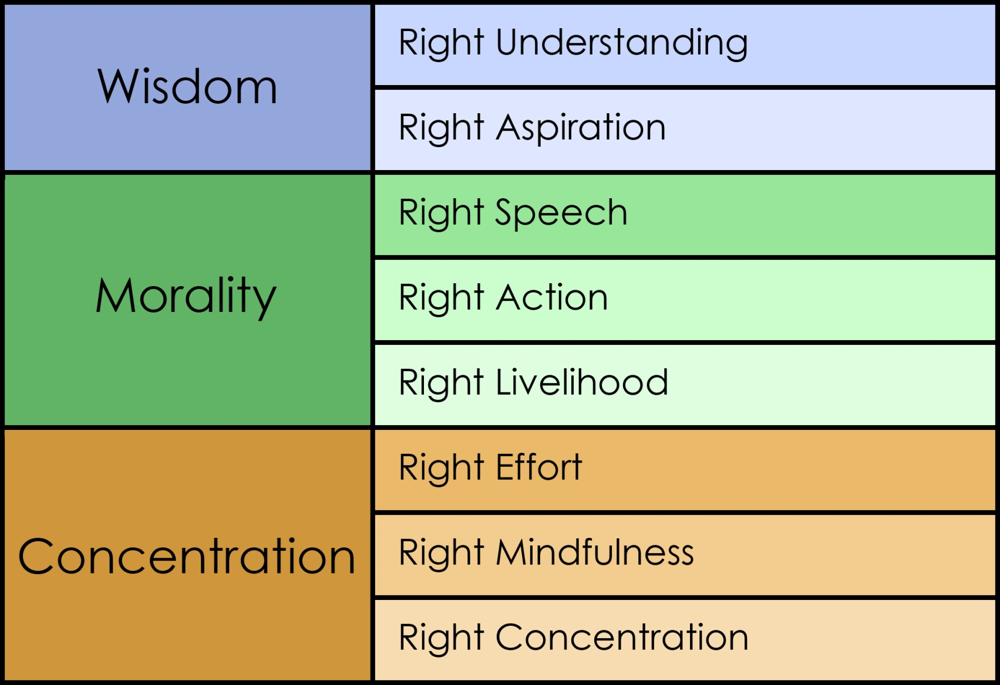 Wisdom
Right Understanding
Right Aspiration
Morality
Right Speech
Right Action
Right Livelihood
Concentration
Right Effort
Right Mindfulness
Right Concentration